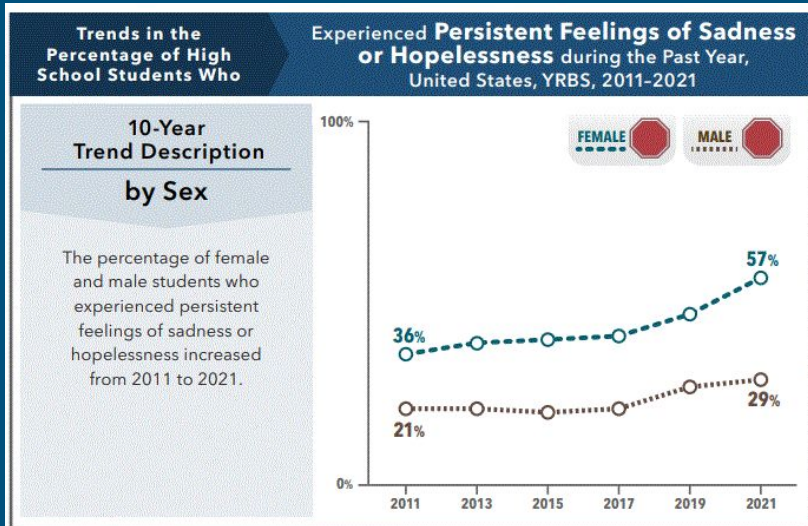 Trends in the
Percentage of High
School Students Who
Experienced Persistent Feelings of Sadness
or Hopelessness during the Past Year,
United States, YRBS, 2011–2021
10-Year
Trend Description
by Sex
The percentage of female
and male students who
experienced persistent
feelings of sadness or
hopelessness increased
from 2011 to 2021.
100%
FEMALE
MALE
57%
36%
29%
21%
0%
2011 2013 2015 2017 2019 2021